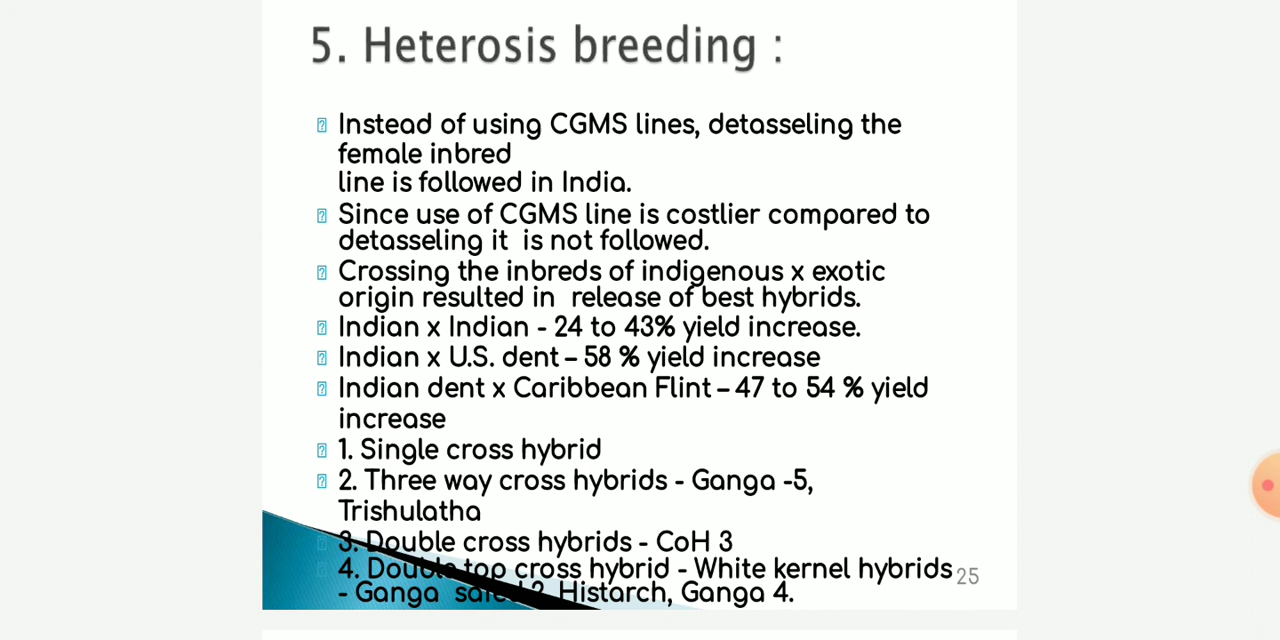 5. Heterosis breeding :
Instead of using CGMS lines, detasseling the
female inbred
line is followed in India.
Since use of CGMS line is costlier compared to
detasseling it is not followed.
Crossing the inbreds of indigenous x exotic
origin resulted in release of best hybrids.
Indian x Indian - 24 to 43% yield increase.
Indian x U.S. dent – 58 % yield increase
Indian dent x Caribbean Flint – 47 to 54 % yield
increase
1. Single cross hybrid
2. Three way cross hybrids - Ganga -5,
Trishulatha
3. Double cross hybrids - CoH 3
4. Double top cross hybrid - White kernel hybrids
- Ganga 2, Histarch, Ganga 4.
25